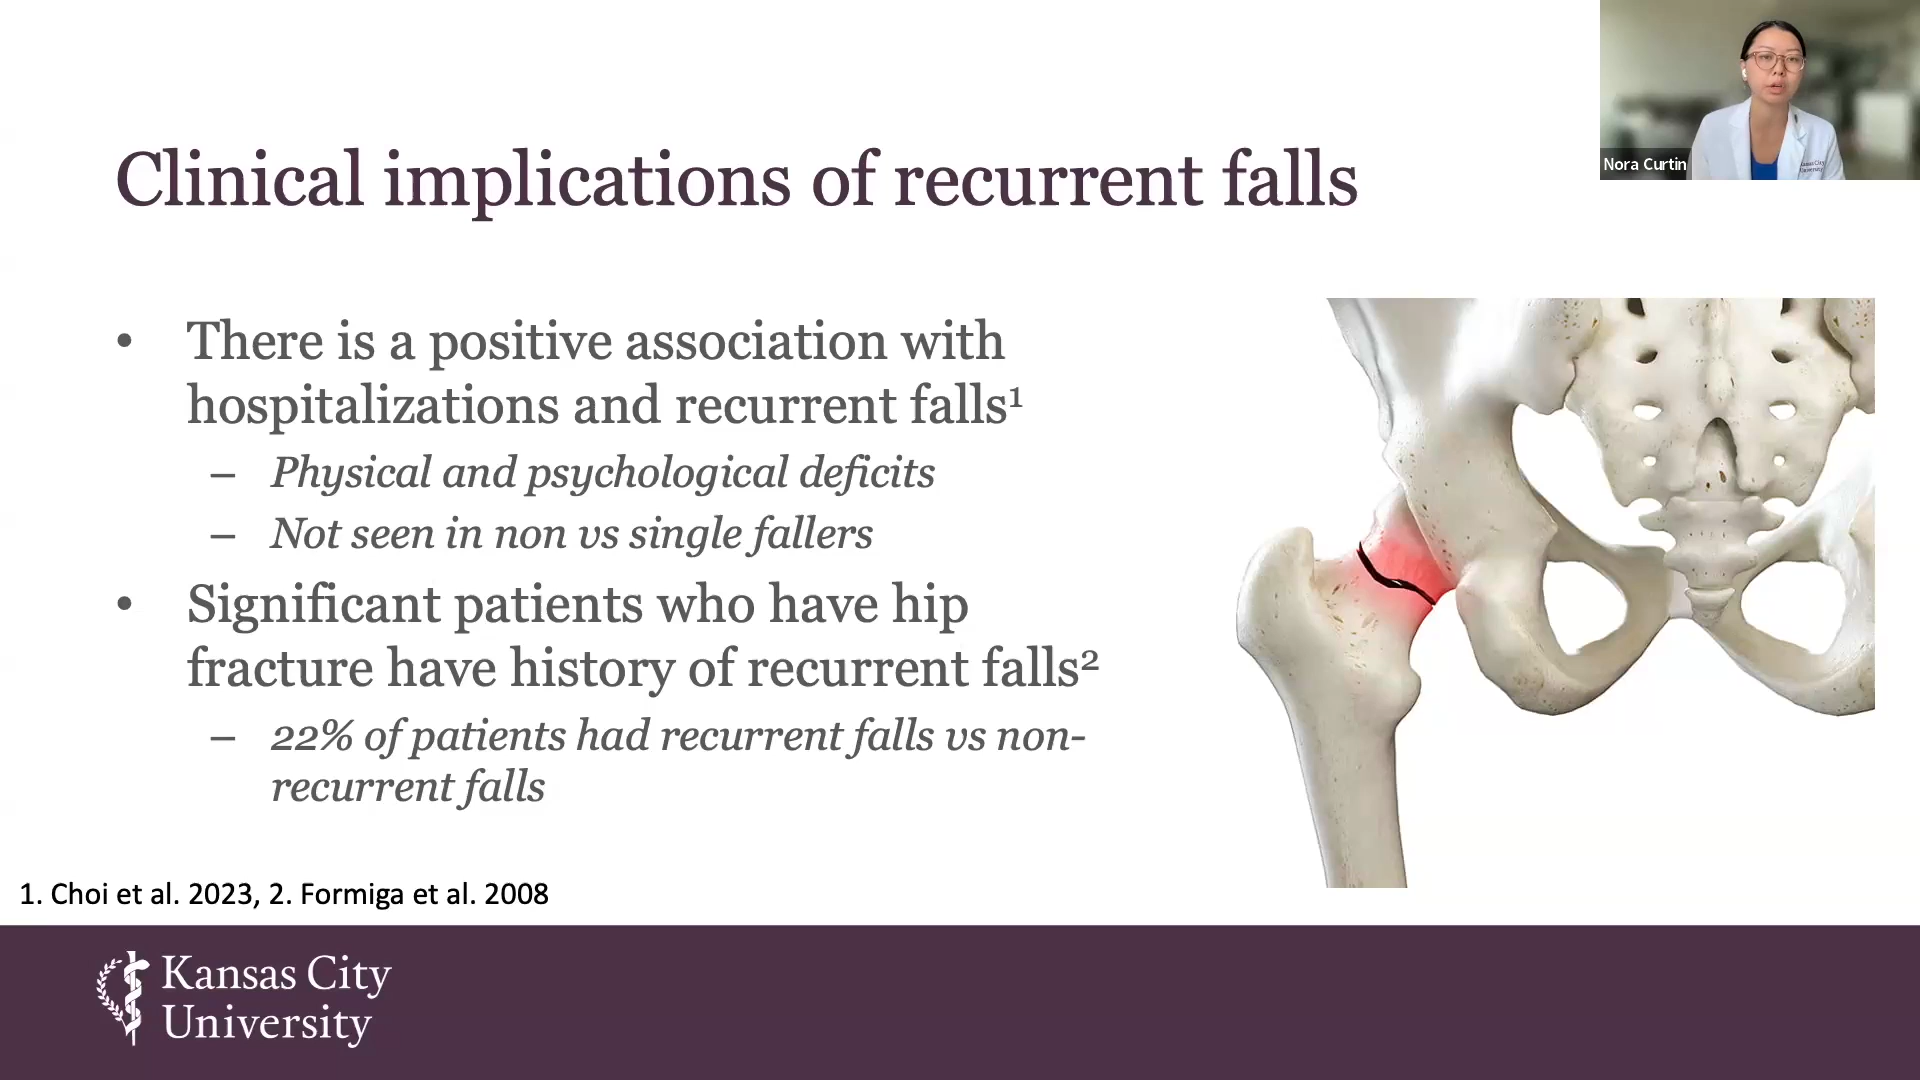 Clinical implications of recurrent falls
Nora Curtin
• There is a positive association with
hospitalizations and recurrent falls¹
– Physical and psychological deficits
– Not seen in non vs single fallers
• Significant patients who have hip
fracture have history of recurrent falls²
– 22% of patients had recurrent falls vs non-
recurrent falls
1. Choi et al. 2023, 2. Formiga et al. 2008
Kansas City
University